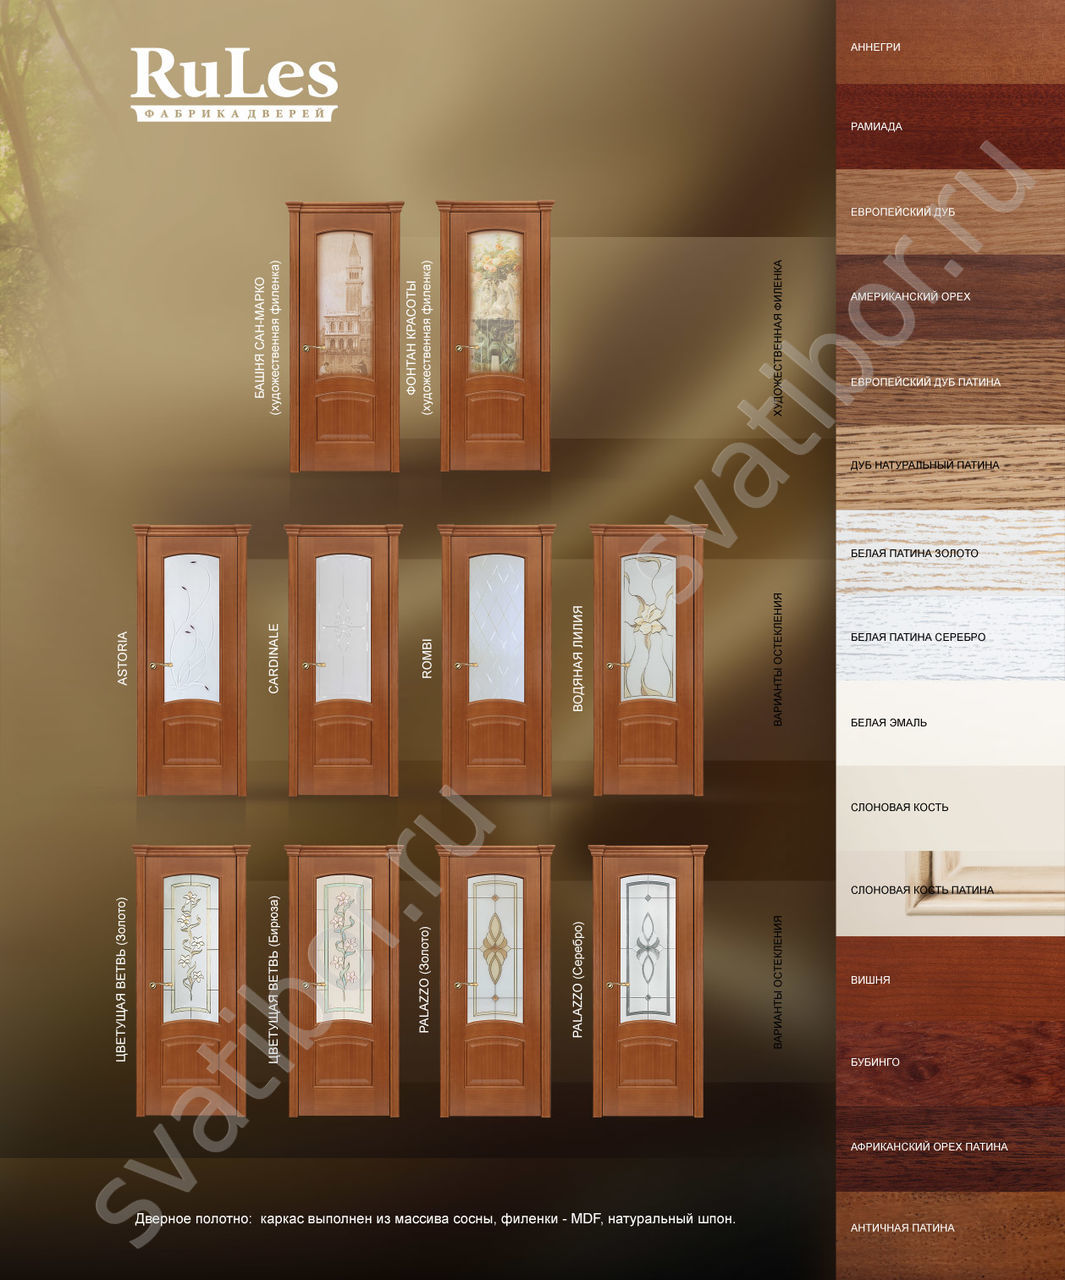 RuLes
ФАБРИКА ДВЕРЕЙ
БАШНЯ САН-МАРКО
(художественная филенка)
ФОНТАН КРАСОТЫ
(художественная филенка)
ХУДОЖЕСТВЕННАЯ ФИЛЕНКА
ASTORIA
CARDINALE
ROMBI
ВОДЯНАЯ ЛИЛИЯ
ВАРИАНТЫ ОСТЕКЛЕНИЯ
ЦВЕТУЩАЯ ВЕТВЬ (Золото)
ЦВЕТУЩАЯ ВЕТВЬ (Бирюза)
PALAZZO (Золото)
PALAZZO (Серебро)
ВАРИАНТЫ ОСТЕКЛЕНИЯ
Дверное полотно: каркас выполнен из массива сосны, филенки - MDF, натуральный шпон.
АННЕГРИ
РАМИАДА
ЕВРОПЕЙСКИЙ ДУБ
АМЕРИКАНСКИЙ ОРЕХ
ЕВРОПЕЙСКИЙ ДУБ ПАТИНА
ДУБ НАТУРАЛЬНЫЙ ПАТИНА
БЕЛАЯ ПАТИНА ЗОЛОТО
БЕЛАЯ ПАТИНА СЕРЕБРО
БЕЛАЯ ЭМАЛЬ
СЛОНОВАЯ КОСТЬ
СЛОНОВАЯ КОСТЬ ПАТИНА
ВИШНЯ
БУБИНГО
АФРИКАНСКИЙ ОРЕХ ПАТИНА
АНТИЧНАЯ ПАТИНА
svatibor.ru
svatibor.ru